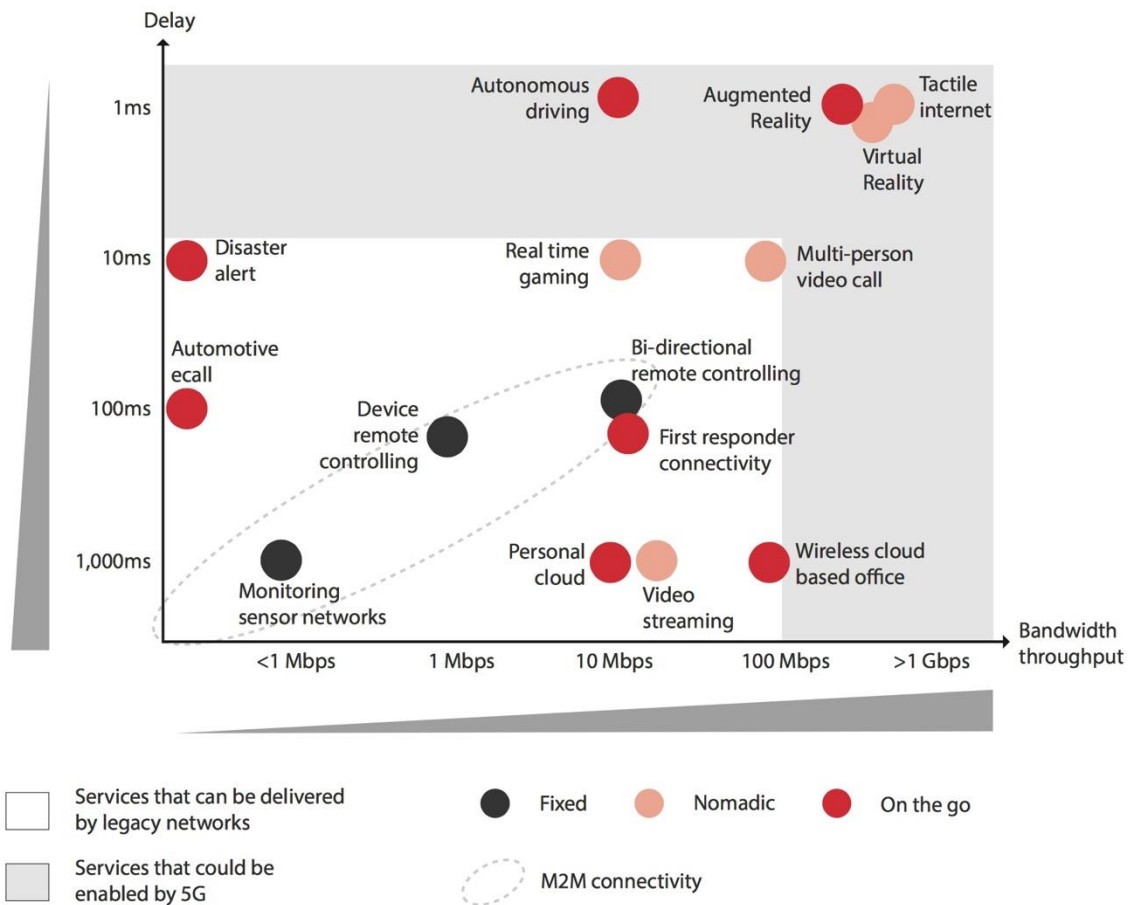 Delay
1ms
Autonomous
driving
Augmented
Reality
Tactile
internet
Virtual
Reality
10ms
Disaster
alert
Real time
gaming
Multi-person
video call
Automotive
ecall
Bi-directional
remote controlling
100ms
Device
remote
controlling
First responder
connectivity
1,000ms
Monitoring
sensor networks
Personal
cloud
Video
streaming
Wireless cloud
based office
<1 Mbps
1 Mbps
10 Mbps
100 Mbps
>1 Gbps
Bandwidth
throughput
Services that can be delivered
by legacy networks
Fixed
Nomadic
On the go
Services that could be
enabled by 5G
M2M connectivity